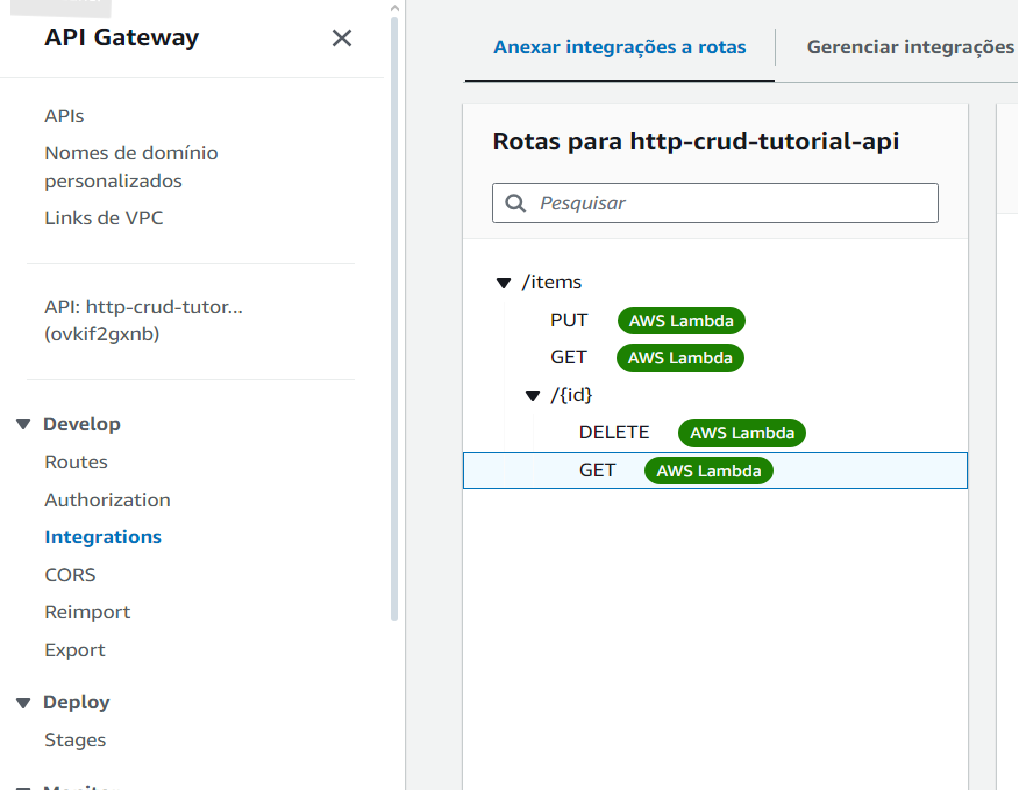 API Gateway
APIs
Nomes de domínio
personalizados
Links de VPC
API: http-crud-tutor...
(ovkif2gxnb)
Develop
Routes
Authorization
Integrations
CORS
Reimport
Export
Deploy
Stages
Anexar integrações a rotas
Gerenciar integrações
Rotas para http-crud-tutorial-api
Pesquisar
/items
PUT AWS Lambda
GET AWS Lambda
/{id}
DELETE AWS Lambda
GET AWS Lambda